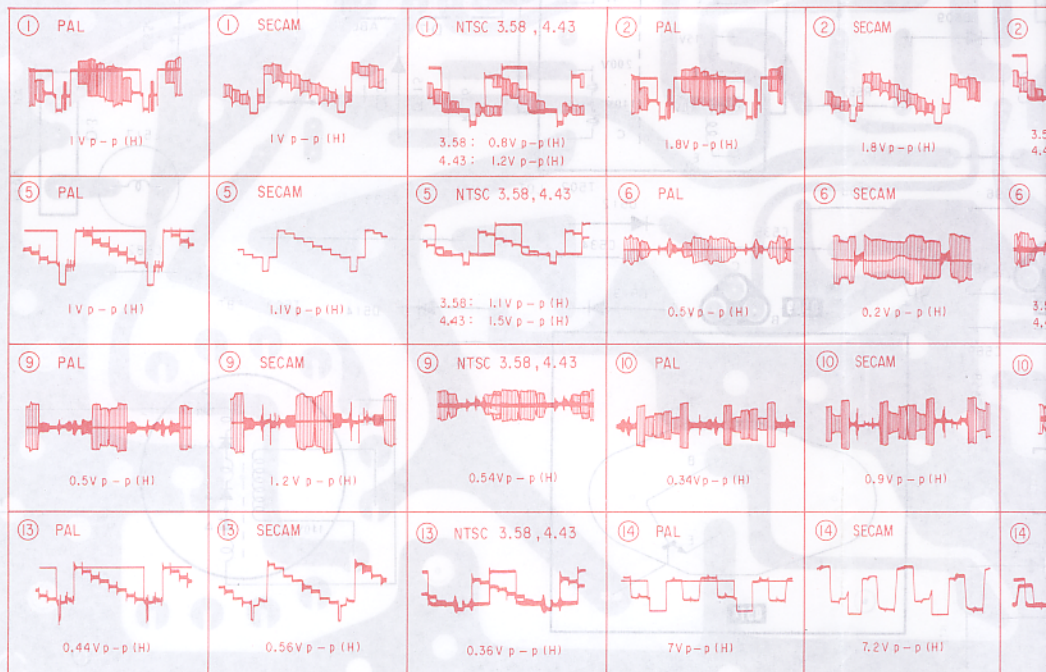 ① PAL
1V p-p (H)
① SECAM
1V p-p (H)
① NTSC 3.58, 4.43
3.58: 0.8V p-p (H)
4.43: 1.2V p-p (H)
② PAL
1.8V p-p (H)
② SECAM
1.8V p-p (H)
②
⑤ PAL
1V p-p (H)
⑤ SECAM
1.1V p-p (H)
⑤ NTSC 3.58, 4.43
3.58: 1.1V p-p (H)
4.43: 1.5V p-p (H)
⑥ PAL
0.5V p-p (H)
⑥ SECAM
0.2V p-p (H)
⑥
⑨ PAL
0.5V p-p (H)
⑨ SECAM
1.2V p-p (H)
⑨ NTSC 3.58, 4.43
0.54V p-p (H)
⑩ PAL
0.34V p-p (H)
⑩ SECAM
0.9V p-p (H)
⑩
⑬ PAL
0.44V p-p (H)
⑬ SECAM
0.56V p-p (H)
⑬ NTSC 3.58, 4.43
0.36V p-p (H)
⑭ PAL
7V p-p (H)
⑭ SECAM
7.2V p-p (H)
⑭